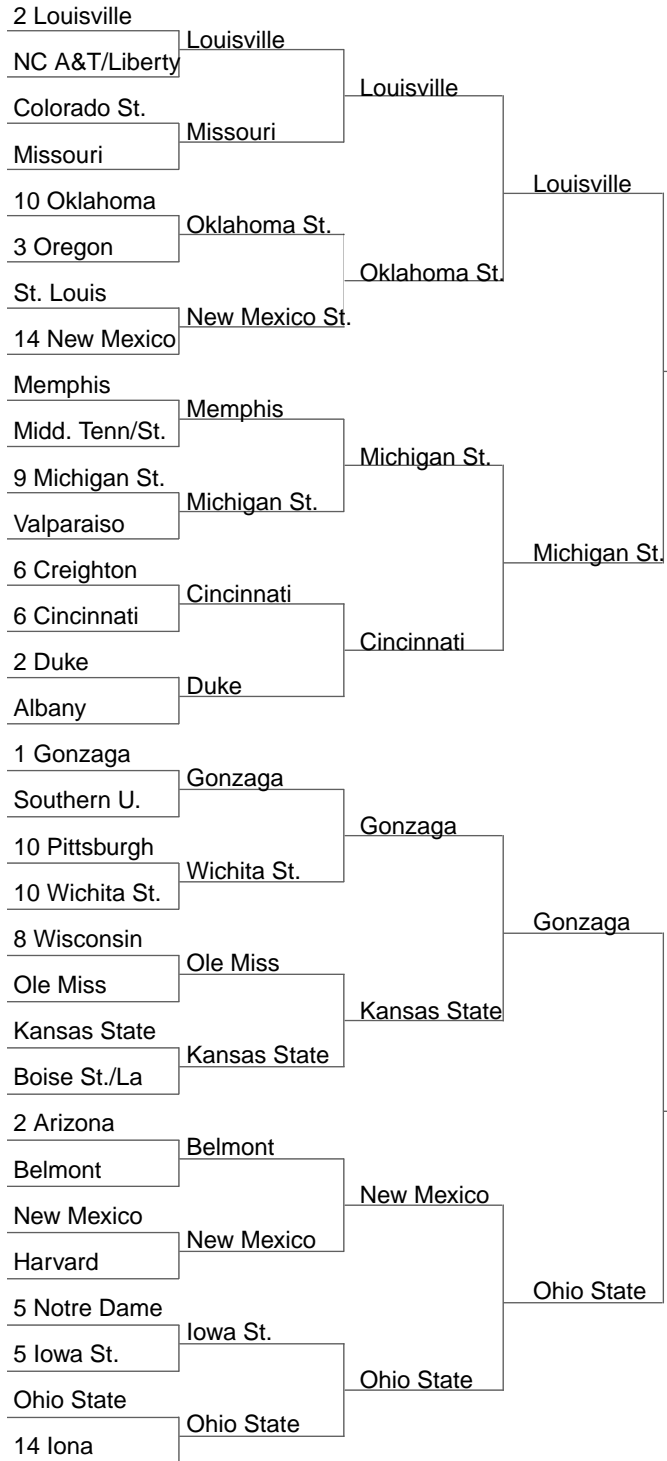 2 Louisville
Louisville
NC A&T/Liberty
Louisville
Colorado St.
Missouri
Missouri
Louisville
10 Oklahoma
Oklahoma St.
3 Oregon
Oklahoma St.
St. Louis
New Mexico St.
14 New Mexico
Memphis
Memphis
Midd. Tenn/St.
Michigan St.
9 Michigan St.
Michigan St.
Valparaiso
Michigan St.
6 Creighton
Cincinnati
6 Cincinnati
Cincinnati
2 Duke
Duke
Albany
1 Gonzaga
Gonzaga
Southern U.
Gonzaga
10 Pittsburgh
Wichita St.
10 Wichita St.
Gonzaga
8 Wisconsin
Ole Miss
Ole Miss
Kansas State
Kansas State
Kansas State
Boise St./La
2 Arizona
Belmont
Belmont
New Mexico
New Mexico
New Mexico
Harvard
Ohio State
5 Notre Dame
Iowa St.
5 Iowa St.
Ohio State
Ohio State
Ohio State
14 Iona